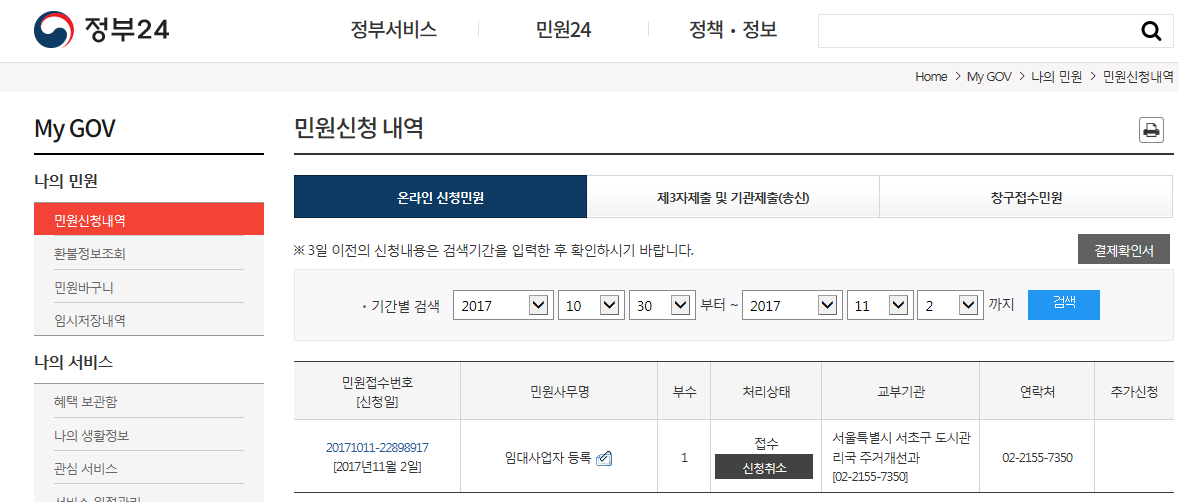 정부24
정부서비스
민원24
정책 • 정보
Home > My GOV > 나의 민원 > 민원신청내역
My GOV
나의 민원
민원신청내역
환불정보조회
민원바구니
임시저장내역
나의 서비스
혜택 보관함
나의 생활정보
관심 서비스
서비스 일정관리
민원신청 내역
온라인 신청민원
제3자제출 및 기관제출(송신)
창구접수민원
※ 3일 이전의 신청내용은 검색기간을 입력한 후 확인하시기 바랍니다.
결제확인서
• 기간별 검색 2017 10 30 부터 ~ 2017 11 2 까지 검색
민원접수번호
[신청일]
민원사무명
부수
처리상태
교부기관
연락처
추가신청
20171011-22898917
[2017년11월 2일]
임대사업자 등록
1
접수
신청취소
서울특별시 서초구 도시관
리국 주거개선과
[02-2155-7350]
02-2155-7350